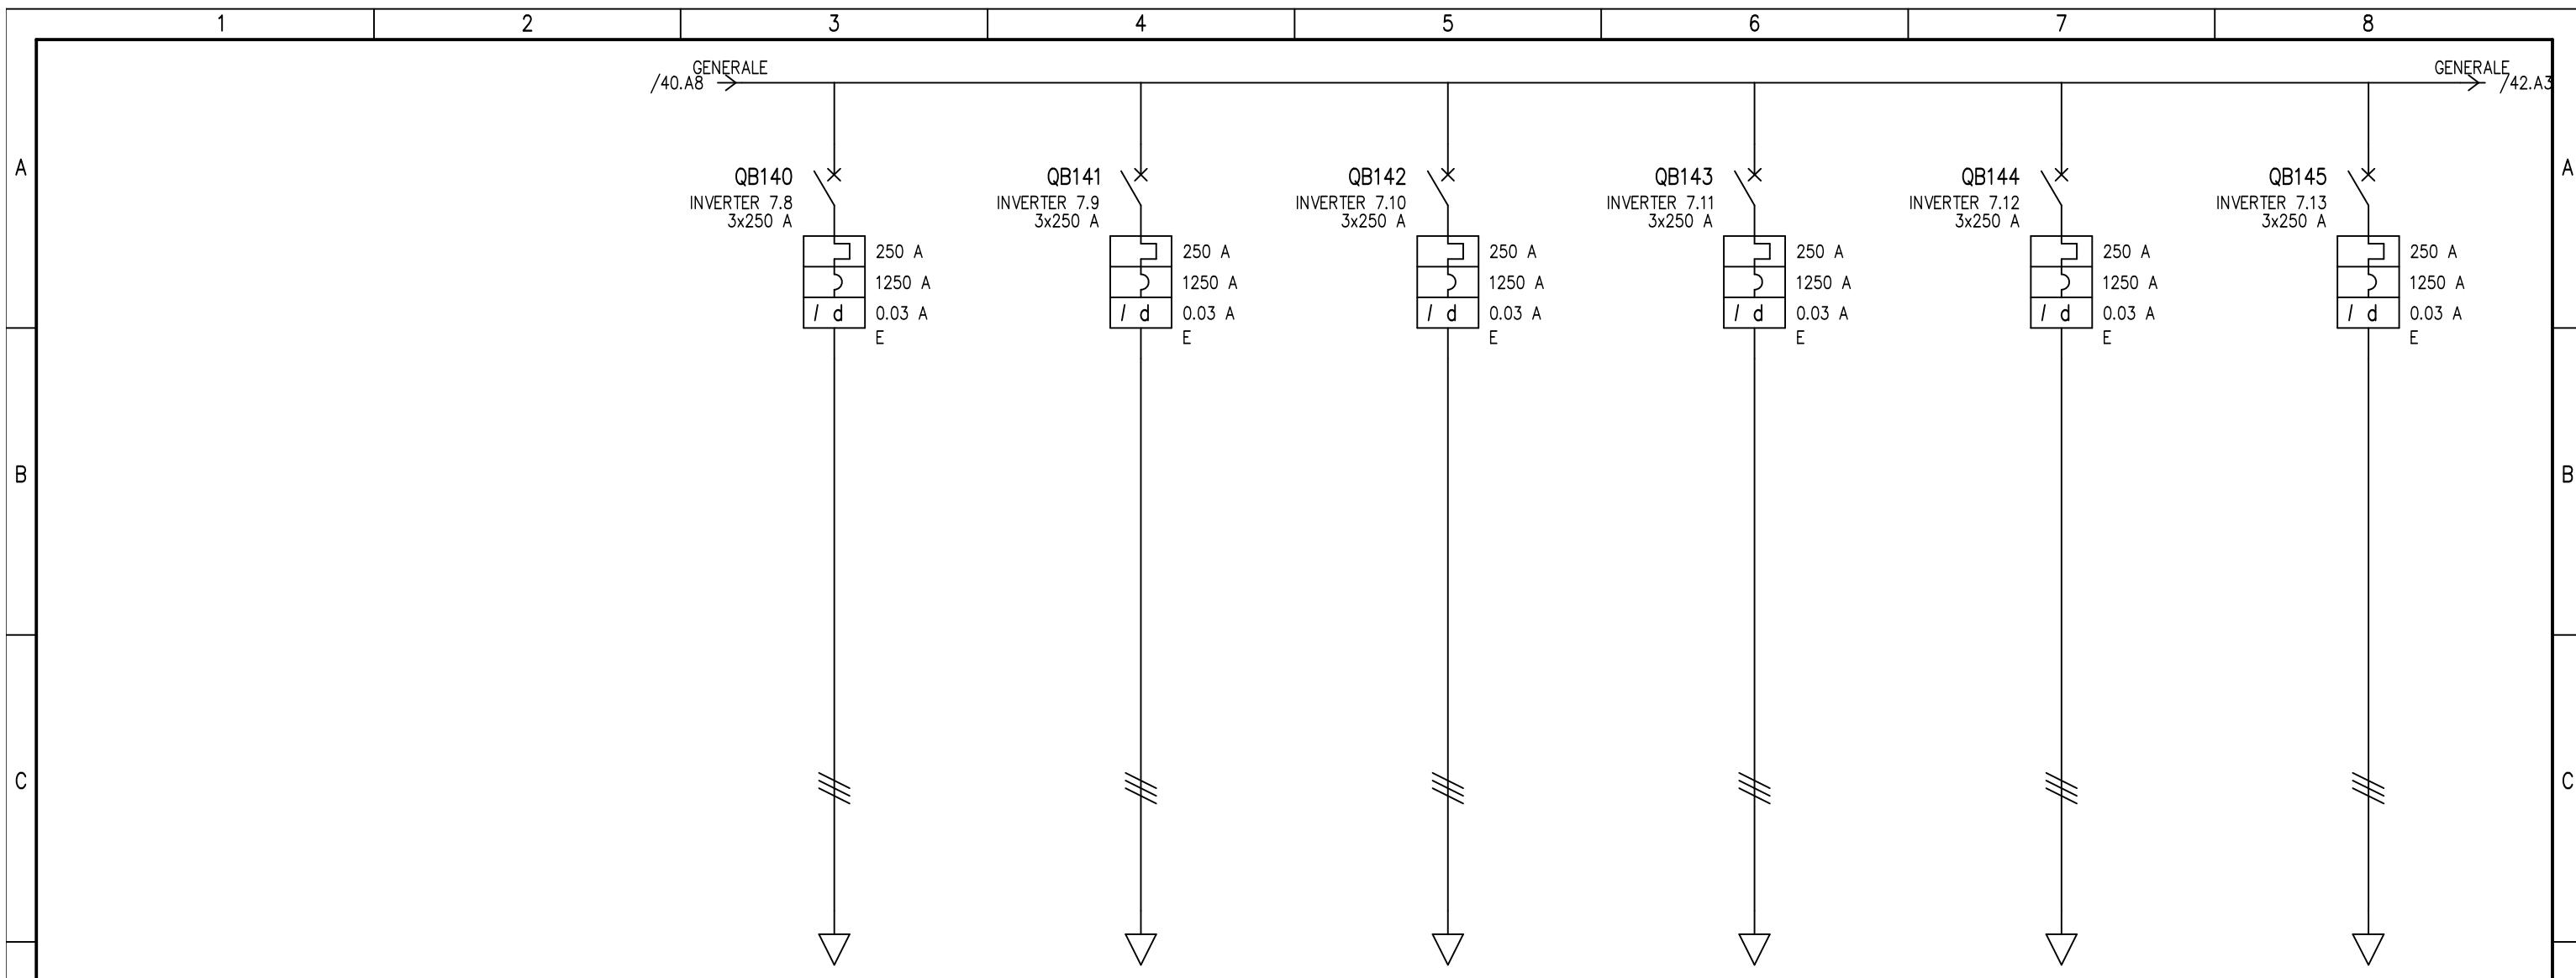 1 2 3 4 5 6 7 8
GENERALE GENERALE
/40.A8 /42.A3
A A
QB140 QB141 QB142 QB143 QB144 QB145
INVERTER 7.8 INVERTER 7.9 INVERTER 7.10 INVERTER 7.11 INVERTER 7.12 INVERTER 7.13
3x250 A 3x250 A 3x250 A 3x250 A 3x250 A 3x250 A
250 A 250 A 250 A 250 A 250 A 250 A
1250 A 1250 A 1250 A 1250 A 1250 A 1250 A
I d 0.03 A I d 0.03 A I d 0.03 A I d 0.03 A I d 0.03 A I d 0.03 A
E E E E E E
B B
C C